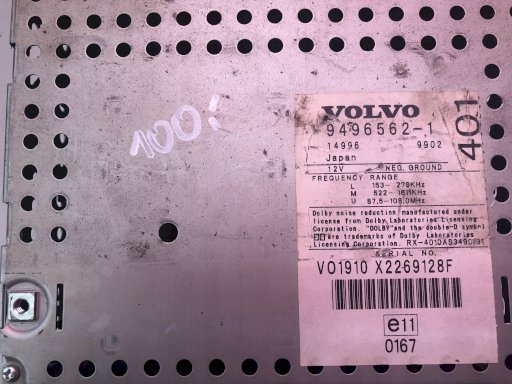 100!
VOLVO
9496562-1
401
14996 9902
Japan
12V NEG. GROUND
FREQUENCY RANGE
L 153- 279KHz
M 522- 1611KHz
U 87.5-108.0MHz
Dolby noise reduction manufactured under
license from Dolby Laboratories Licensing
Corporation. "DOLBY" and the double-D symbol
are trademarks of Dolby Laboratories
Licensing Corporation.
SERIAL NO.
VO1910 X2269128F
e11
0167